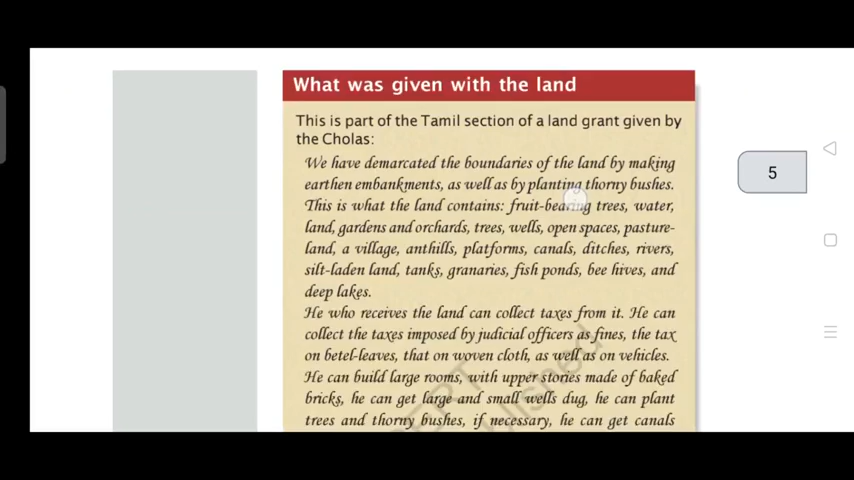 What was given with the land
This is part of the Tamil section of a land grant given by
the Cholas:
We have demarcated the boundaries of the land by making
earthen embankments, as well as by planting thorny bushes.
This is what the land contains: fruit-bearing trees, water,
land, gardens and orchards, trees, wells, open spaces, pasture-
land, a village, anthills, platforms, canals, ditches, rivers,
silt-laden land, tanks, granaries, fish ponds, bee hives, and
deep lakes.
He who receives the land can collect taxes from it. He can
collect the taxes imposed by judicial officers as fines, the tax
on betel-leaves, that on woven cloth, as well as on vehicles.
He can build large rooms, with upper stories made of baked
bricks, he can get large and small wells dug, he can plant
trees and thorny bushes, if necessary, he can get canals
5